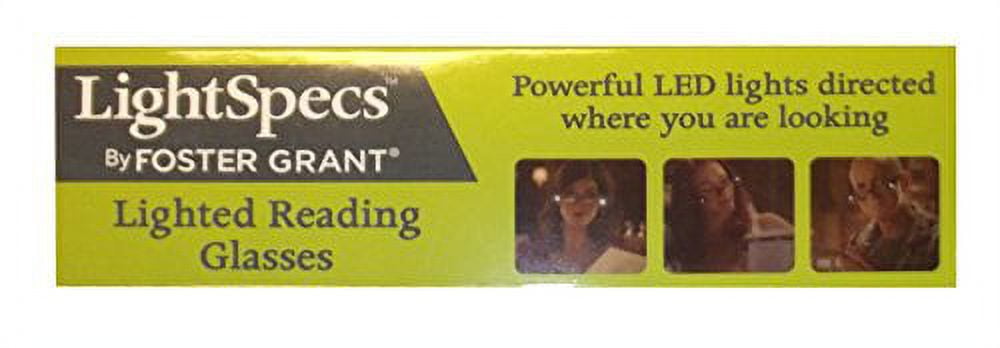 LightSpecs™
By FOSTER GRANT®
Lighted Reading
Glasses
Powerful LED lights directed
where you are looking